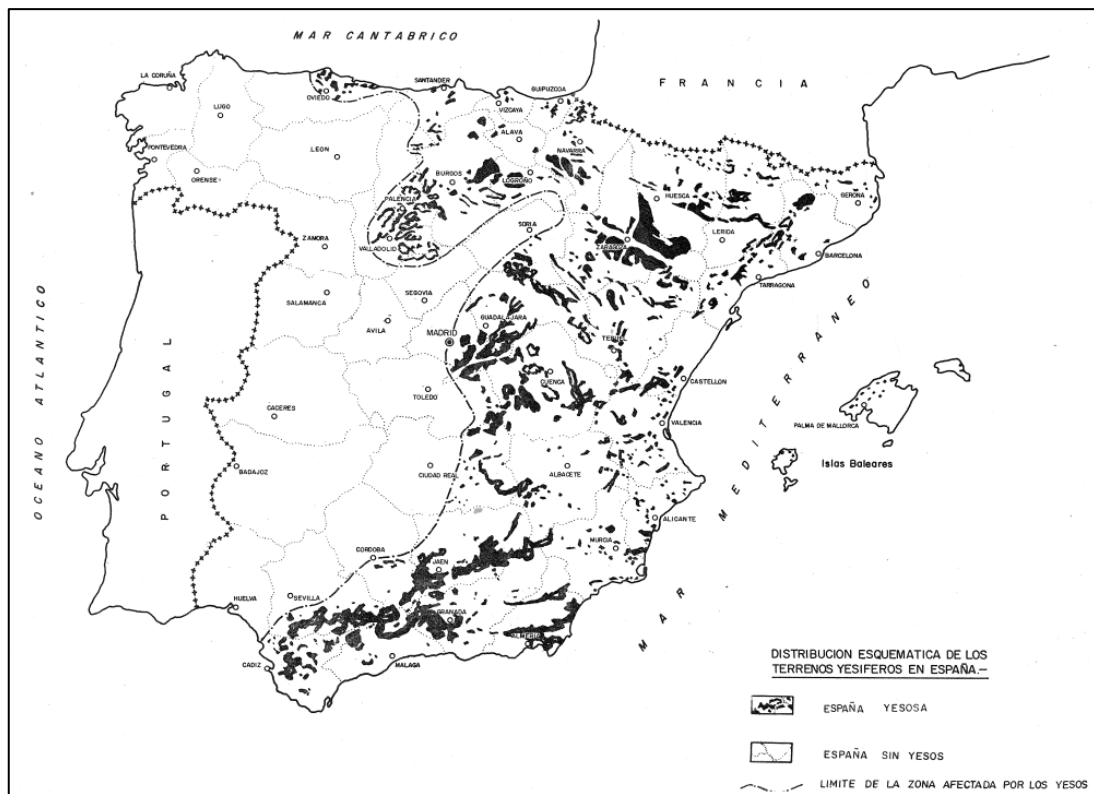 MAR CANTABRICO
FRANCIA
LA CORUÑA
LUGO
OVIEDO
SANTANDER
VIZCAYA
GUIPUZCOA
ALAVA
NAVARRA
PONTEVEDRA
ORENSE
LEON
BURGOS
LOGROÑO
PALENCIA
HUESCA
GERONA
ZAMORA
VALLADOLID
SORIA
ZARAGOZA
LERIDA
BARCELONA
TARRAGONA
SALAMANCA
SEGOVIA
AVILA
GUADALAJARA
MADRID
TERUEL
CUENCA
CASTELLON
TOLEDO
CACERES
VALENCIA
PALMA DE MALLORCA
Islas Baleares
BADAJOZ
CIUDAD REAL
ALBACETE
ALICANTE
MURCIA
CORDOBA
JAEN
HUELVA
SEVILLA
GRANADA
CADIZ
MALAGA
OCEANO ATLANTICO
PORTUGAL
MAR MEDITERRANEO
DISTRIBUCION ESQUEMATICA DE LOS
TERRENOS YESIFEROS EN ESPAÑA.—
ESPAÑA YESOSA
ESPAÑA SIN YESOS
LIMITE DE LA ZONA AFECTADA POR LOS YESOS